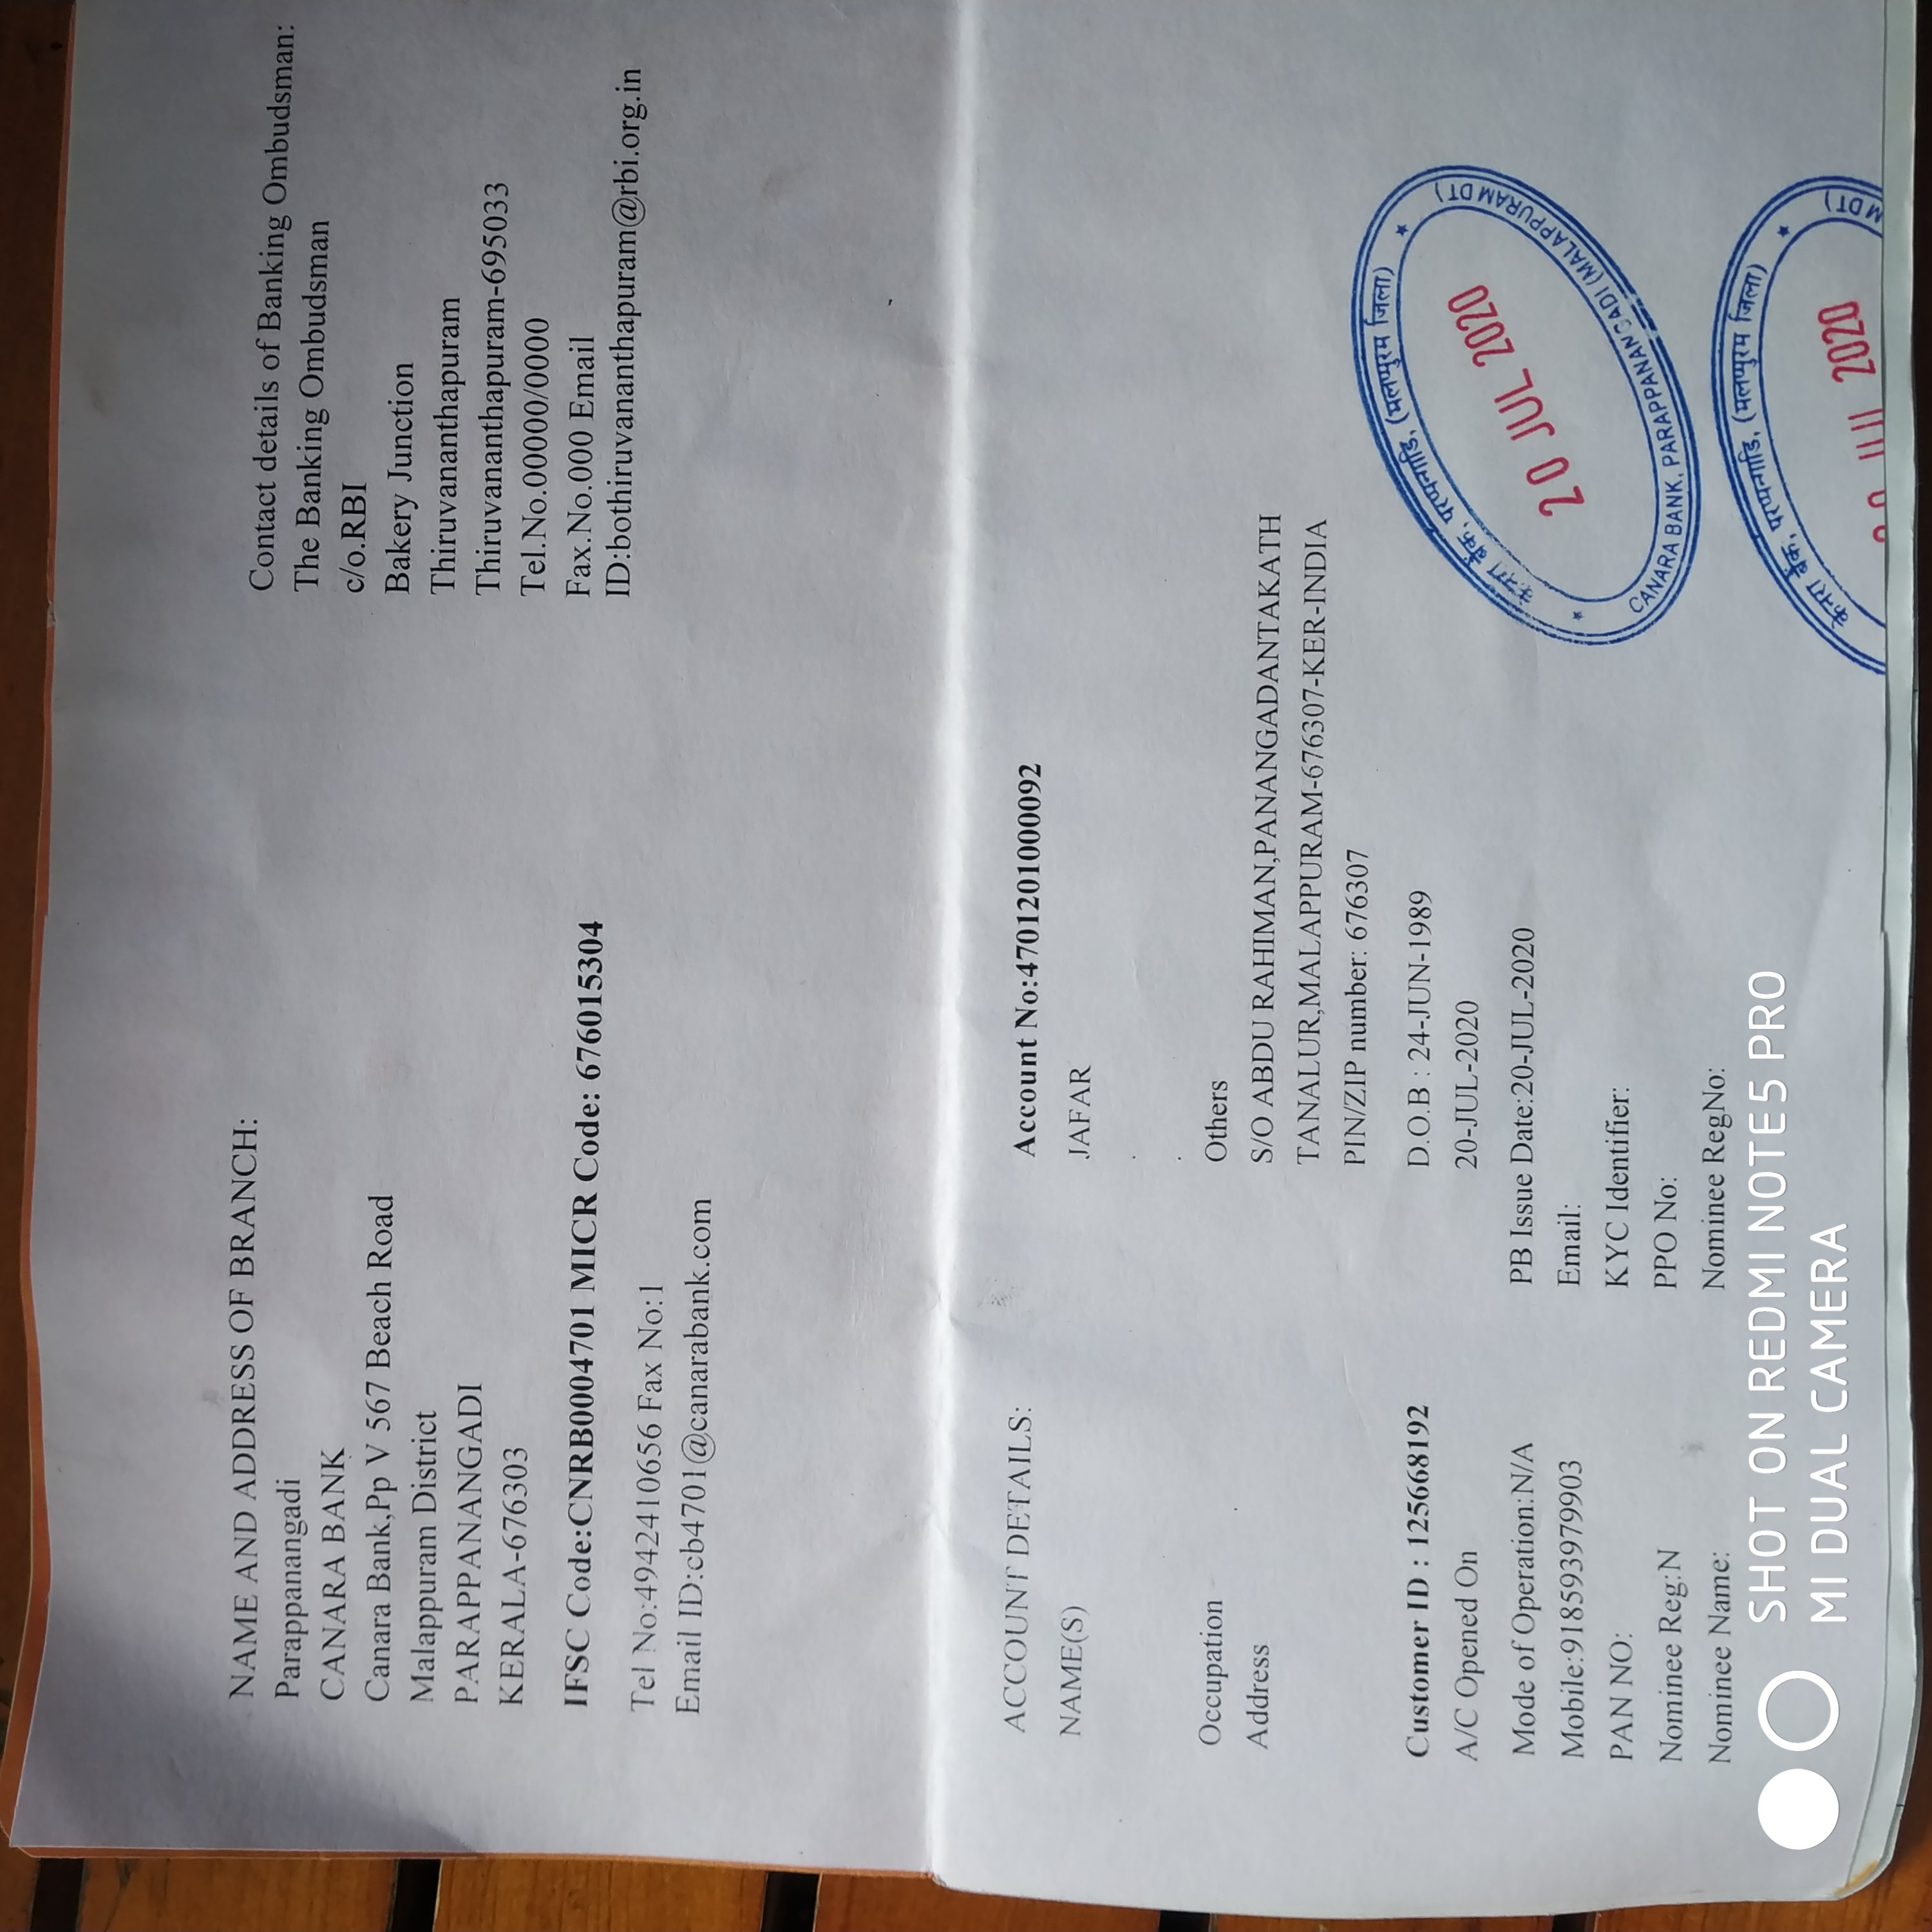 NAME AND ADDRESS OF BRANCH:
Parappanangadi
CANARA BANK
Canara Bank,Pp V 567 Beach Road
Malappuram District
PARAPPANANGADI
KERALA-676303
IFSC Code:CNRB0004701 MICR Code: 676015304
Tel No:4942410656 Fax No:1
Email ID:cb4701@canarabank.com
Contact details of Banking Ombudsman:
The Banking Ombudsman
c/o.RBI
Bakery Junction
Thiruvananthapuram
Thiruvananthapuram-695033
Tel.No.00000/0000
Fax.No.000 Email
ID:bothiruvananthapuram@rbi.org.in
ACCOUNT DETAILS: Account No:4701201000092
NAME(S) JAFAR
.
.
Occupation Others
Address S/O ABDU RAHIMAN,PANANGADANTAKATH
TANALUR,MALAPPURAM-676307-KER-INDIA
PIN/ZIP number: 676307
Customer ID : 125668192 D.O.B : 24-JUN-1989
A/C Opened On 20-JUL-2020
Mode of Operation:N/A PB Issue Date:20-JUL-2020
Mobile:918593979903 Email:
PAN NO: KYC Identifier:
Nominee Reg:N PPO No:
Nominee Name: Nominee RegNo:
केनरा बैंक, परप्पनगाडि, (मलप्पुरम जिला)
20 JUL 2020
CANARA BANK, PARAPPANANGADI (MALAPPURAM DT)
केनरा बैंक, परप्पनगाडि, (मलप्पुरम जिला)
20 JUL 2020
M DT)
SHOT ON REDMI NOTE 5 PRO
MI DUAL CAMERA